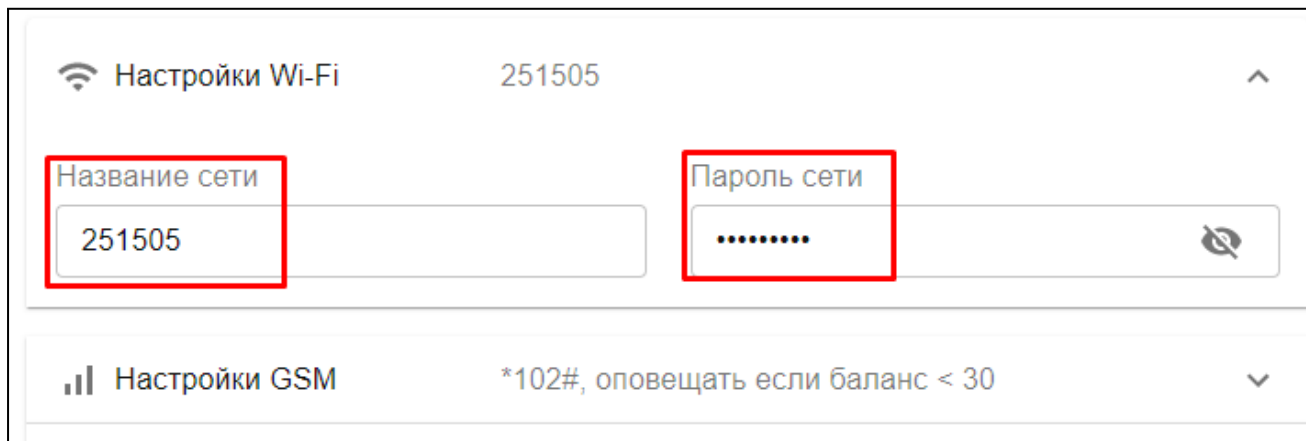 Настройки Wi-Fi 251505
Название сети Пароль сети
251505 •••••••••
Настройки GSM *102#, оповещать если баланс < 30